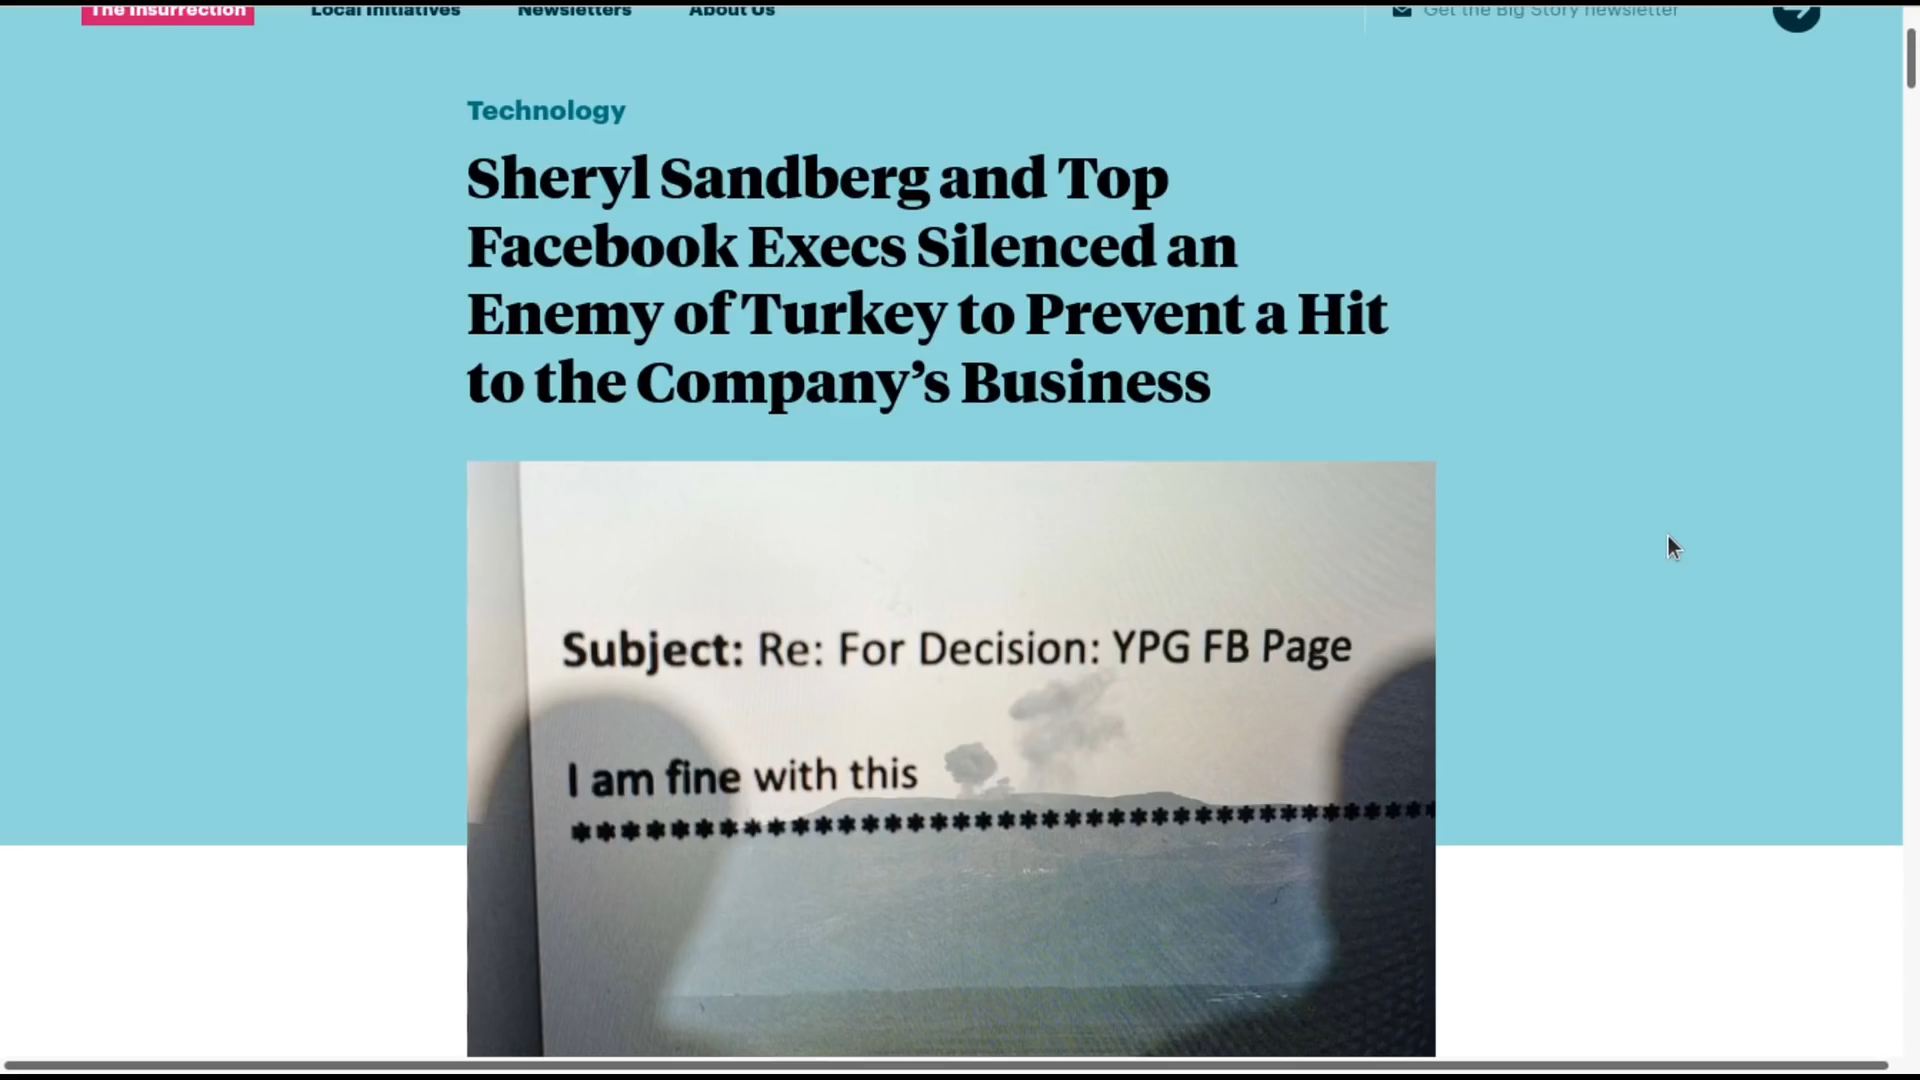 The Insurrection Local Initiatives Newsletters About Us Get the Big Story newsletter
Technology
Sheryl Sandberg and Top
Facebook Execs Silenced an
Enemy of Turkey to Prevent a Hit
to the Company’s Business
Subject: Re: For Decision: YPG FB Page
I am fine with this
************************************